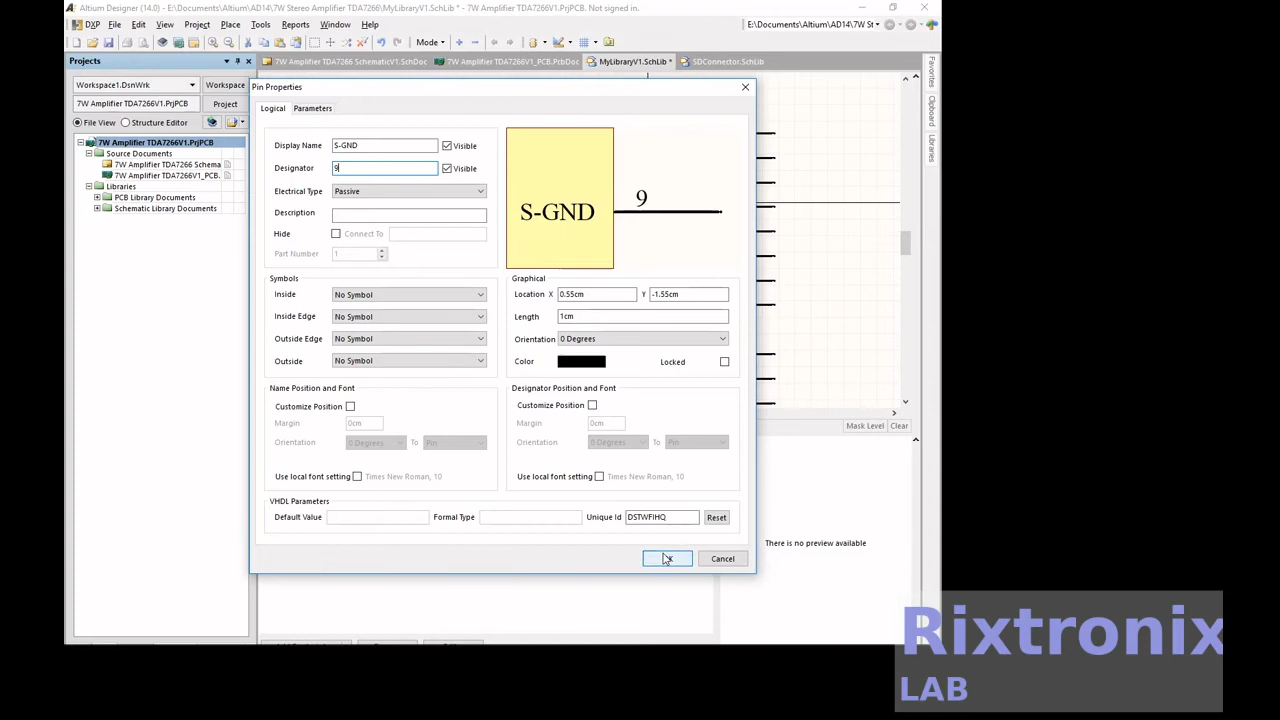 Altium Designer (14.0) - E:\Documents\Altium\AD14\7W Stereo Amplifier TDA7266\MyLibraryV1.SchLib * - 7W Amplifier TDA7266V1.PrjPCB. Not signed in.
DXP File Edit View Project Place Tools Reports Window Help E:\Documents\Altium\AD14\7W St
Mode
Projects
7W Amplifier TDA7266 SchematicV1.SchDoc 7W Amplifier TDA7266V1_PCB.PcbDoc MyLibraryV1.SchLib * SDConnector.SchLib
Workspace1.DsnWrk Workspace
7W Amplifier TDA7266V1.PrjPCB Project
File View Structure Editor
7W Amplifier TDA7266V1.PrjPCB
Source Documents
7W Amplifier TDA7266 Schema
7W Amplifier TDA7266V1_PCB.
Libraries
PCB Library Documents
Schematic Library Documents
Pin Properties
Logical Parameters
Display Name S-GND Visible
Designator 9 Visible
Electrical Type Passive
Description
Hide Connect To
Part Number 1
S-GND 9
Symbols
Inside No Symbol
Inside Edge No Symbol
Outside Edge No Symbol
Outside No Symbol
Graphical
Location X 0.55cm Y -1.55cm
Length 1cm
Orientation 0 Degrees
Color Locked
Name Position and Font
Customize Position
Margin 0cm
Orientation 0 Degrees To Pin
Use local font setting Times New Roman, 10
Designator Position and Font
Customize Position
Margin 0cm
Orientation 0 Degrees To Pin
Use local font setting Times New Roman, 10
VHDL Parameters
Default Value Formal Type Unique Id DSTWFIHQ Reset
Cancel
Favorites
Clipboard
Libraries
Mask Level Clear
There is no preview available
Rixtronix
LAB